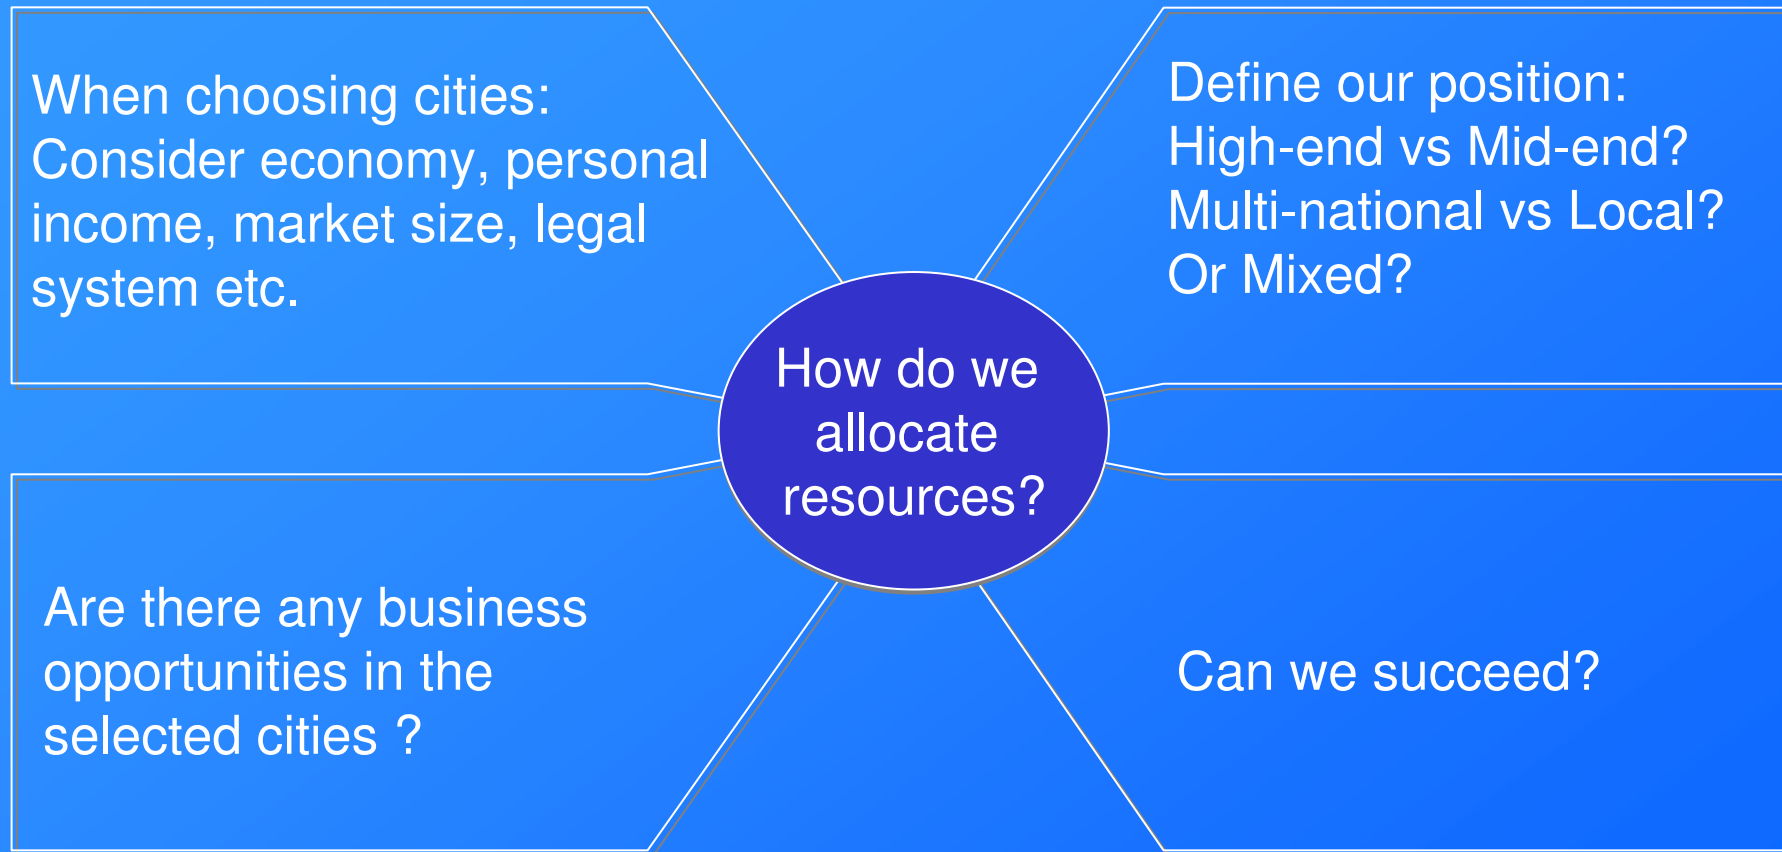 When choosing cities:
Consider economy, personal
income, market size, legal
system etc.
Define our position:
High-end vs Mid-end?
Multi-national vs Local?
Or Mixed?
How do we
allocate
resources?
Are there any business
opportunities in the
selected cities ?
Can we succeed?